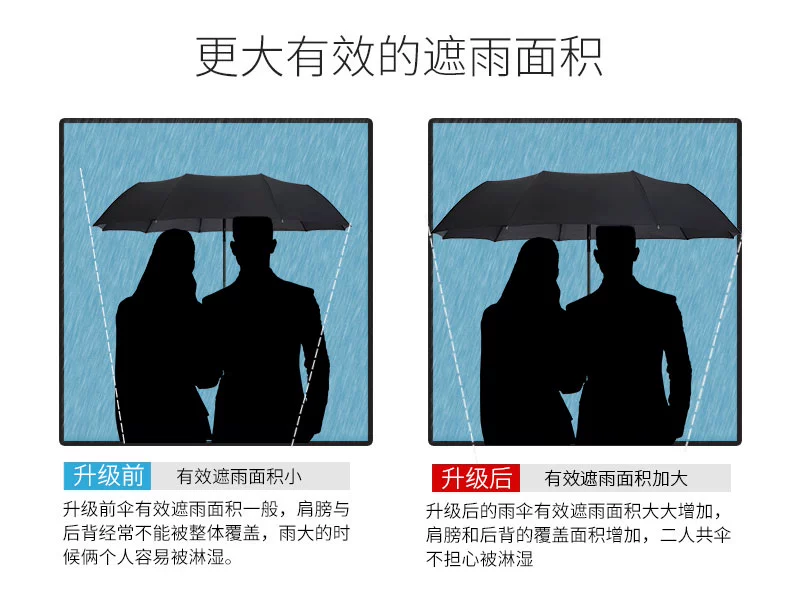 更大有效的遮雨面积
升级前 有效遮雨面积小
升级前伞有效遮雨面积一般，肩膀与
后背经常不能被整体覆盖，雨大的时
候俩个人容易被淋湿。
升级后 有效遮雨面积加大
升级后的雨伞有效遮雨面积大大增加，
肩膀和后背的覆盖面积增加，二人共伞
不担心被淋湿